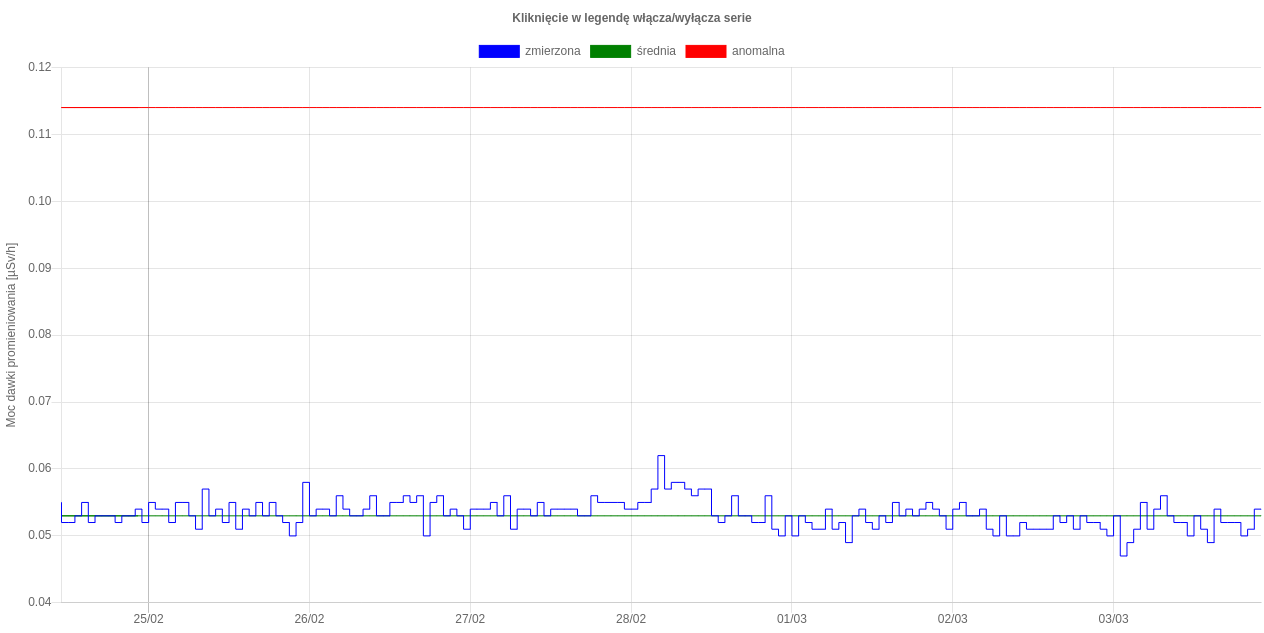 Kliknięcie w legendę włącza/wyłącza serie
zmierzona średnia anomalna
Moc dawki promieniowania [µSv/h]
0.12
0.11
0.10
0.09
0.08
0.07
0.06
0.05
0.04
25/02 26/02 27/02 28/02 01/03 02/03 03/03